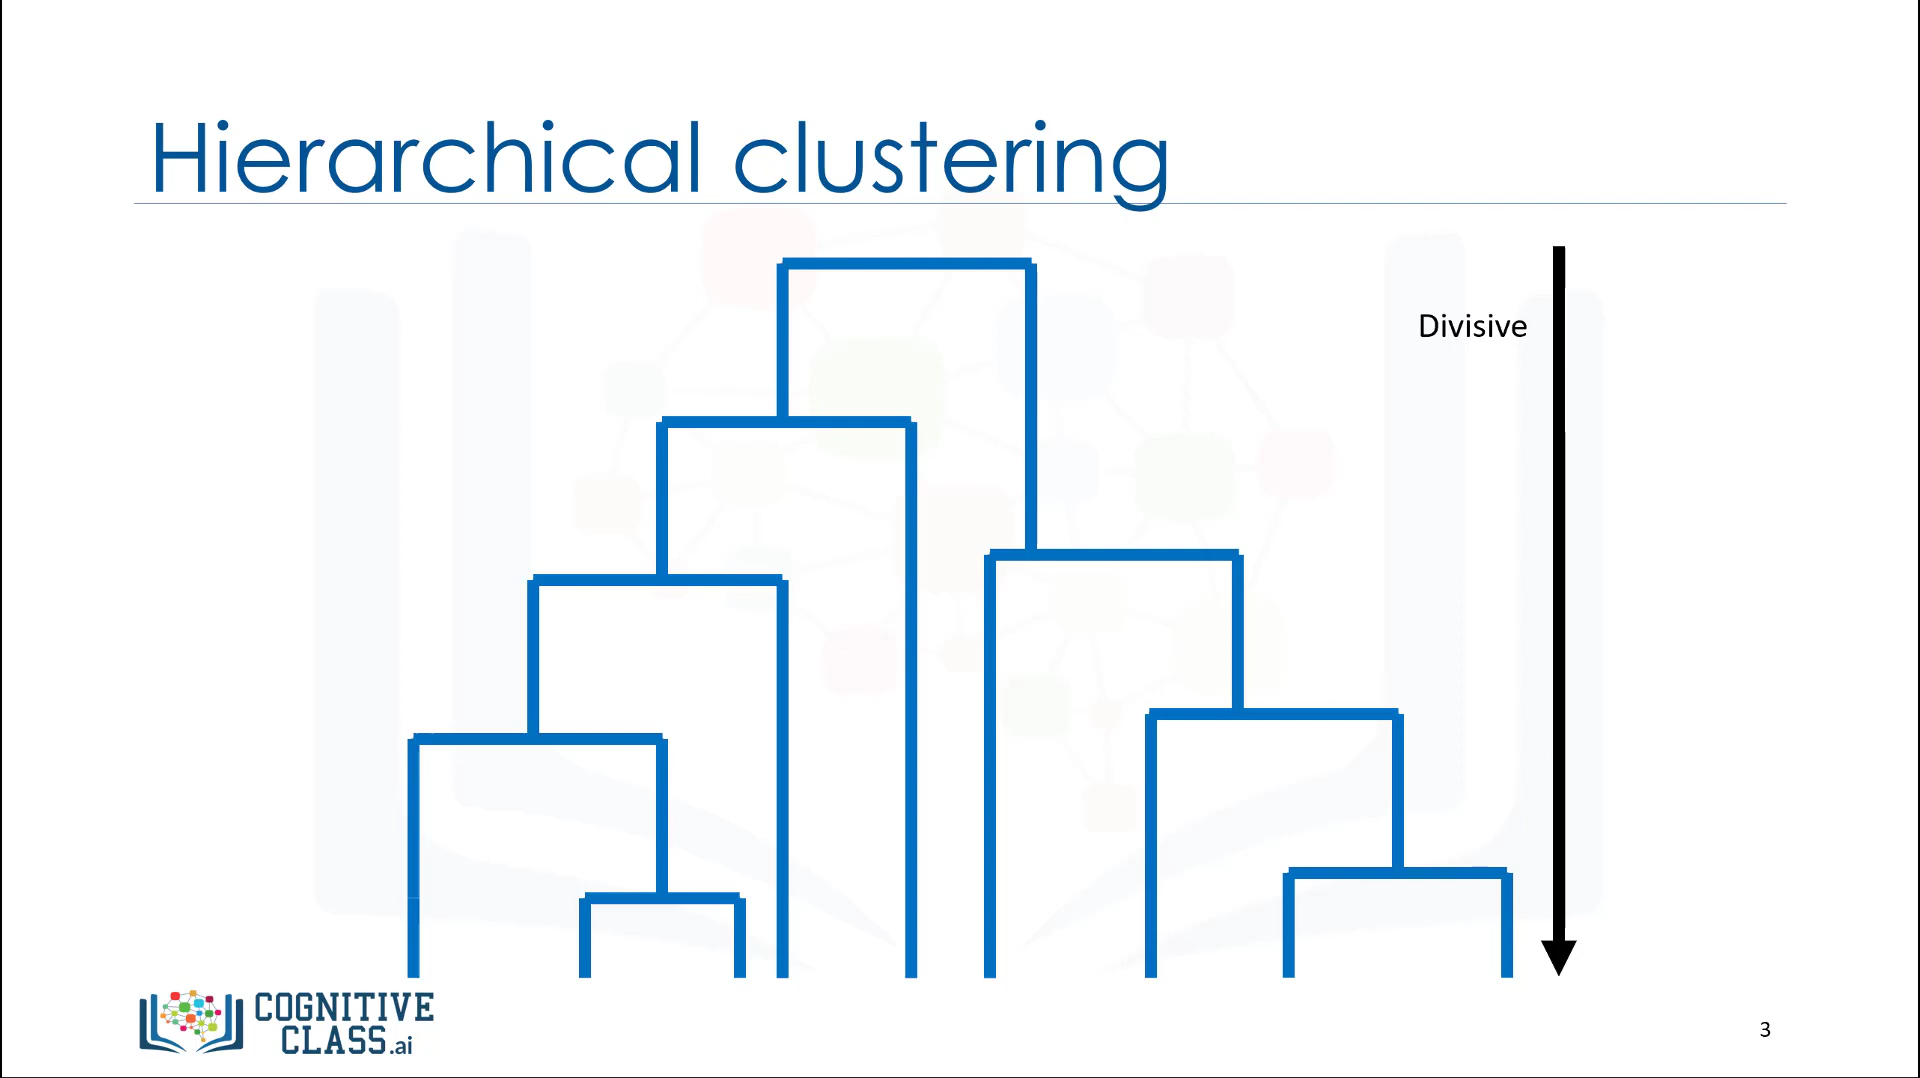 Hierarchical clustering
Divisive
COGNITIVE
CLASS.ai
3